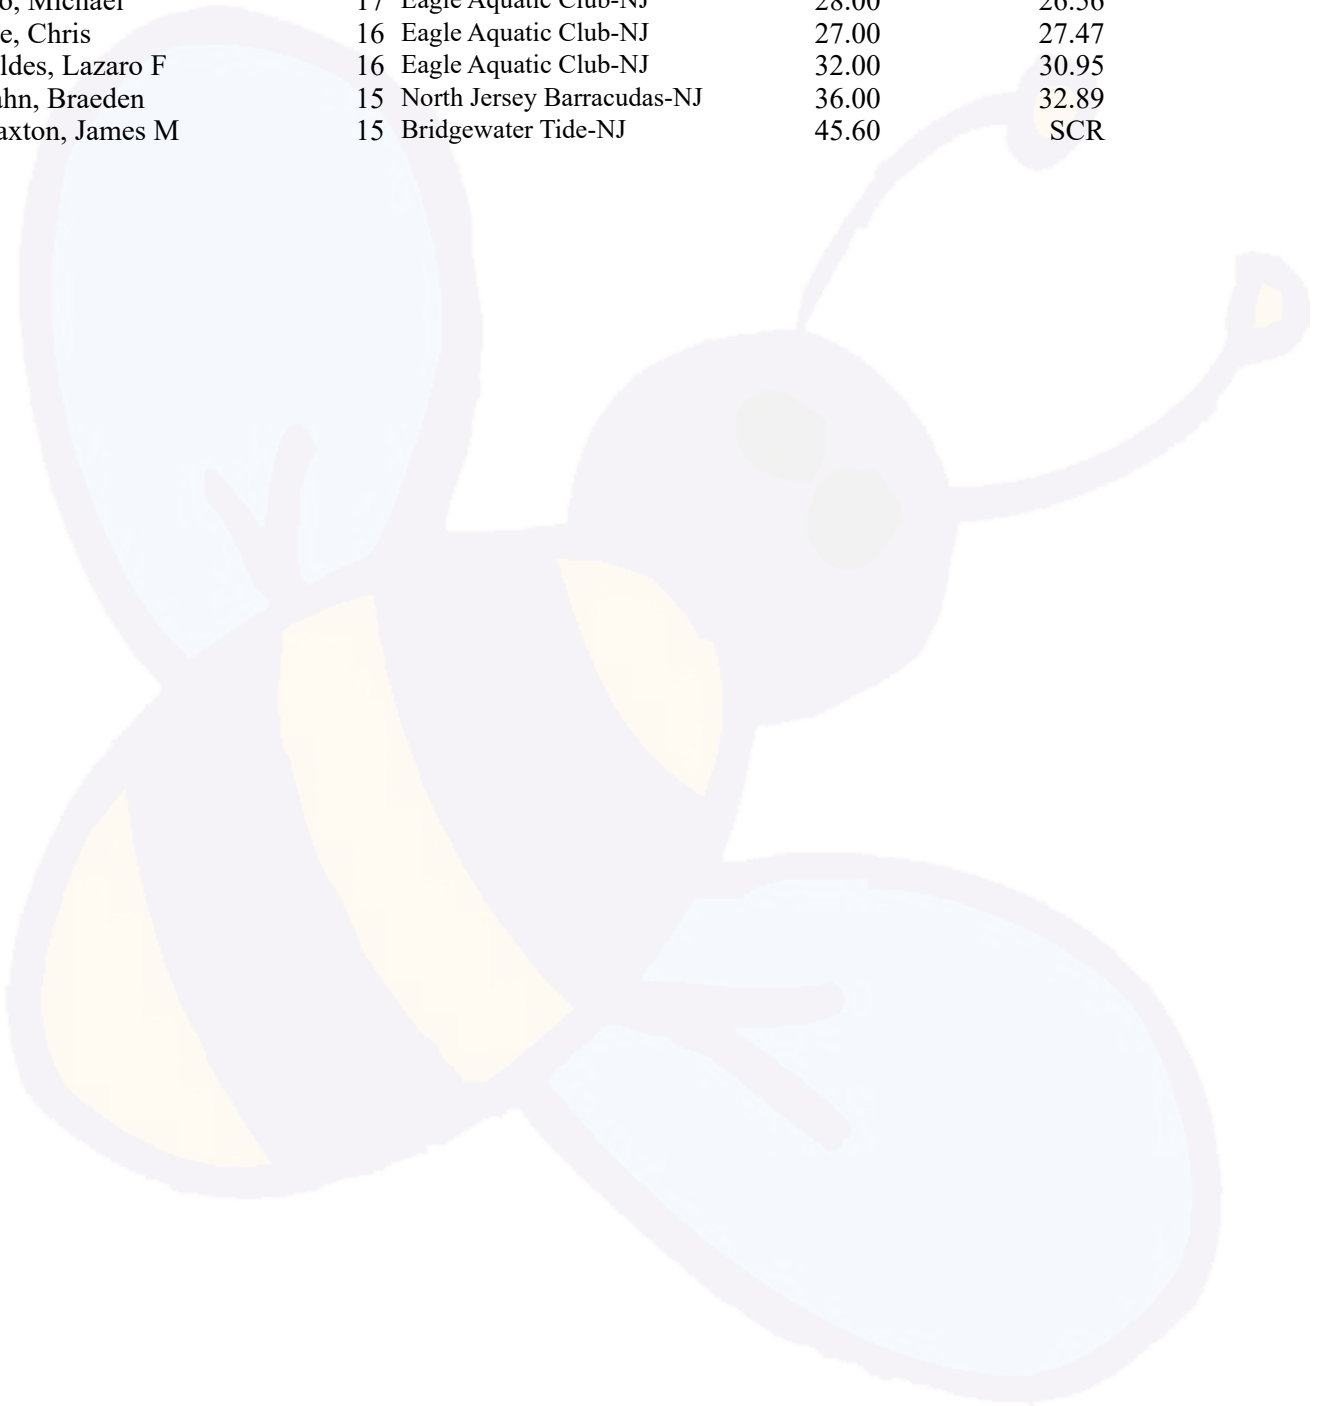 o, Michael 17 Eagle Aquatic Club-NJ 28.00 26.56
e, Chris 16 Eagle Aquatic Club-NJ 27.00 27.47
ldes, Lazaro F 16 Eagle Aquatic Club-NJ 32.00 30.95
ahn, Braeden 15 North Jersey Barracudas-NJ 36.00 32.89
axton, James M 15 Bridgewater Tide-NJ 45.60 SCR